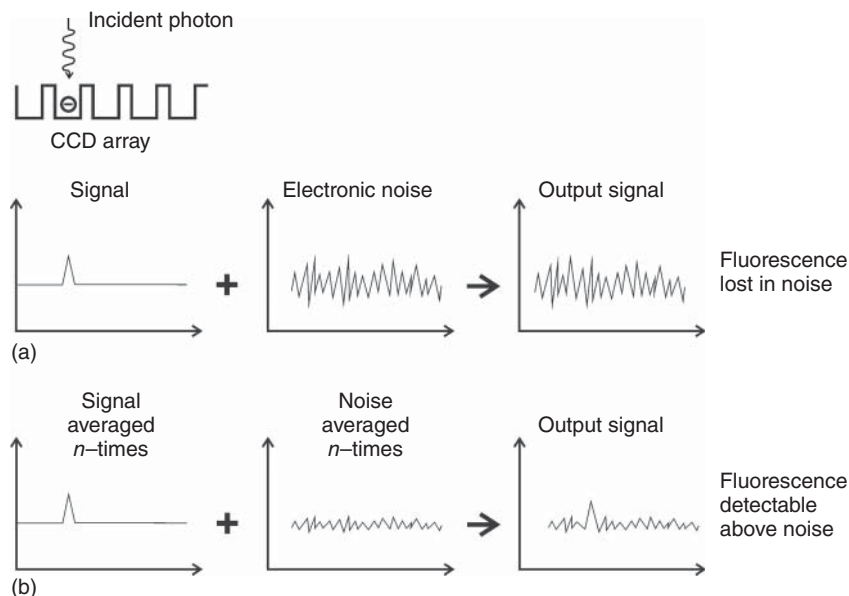 Incident photon
CCD array
Signal
Electronic noise
Output signal
Fluorescence
lost in noise
(a)
Signal
averaged
n–times
Noise
averaged
n–times
Output signal
Fluorescence
detectable
above noise
(b)